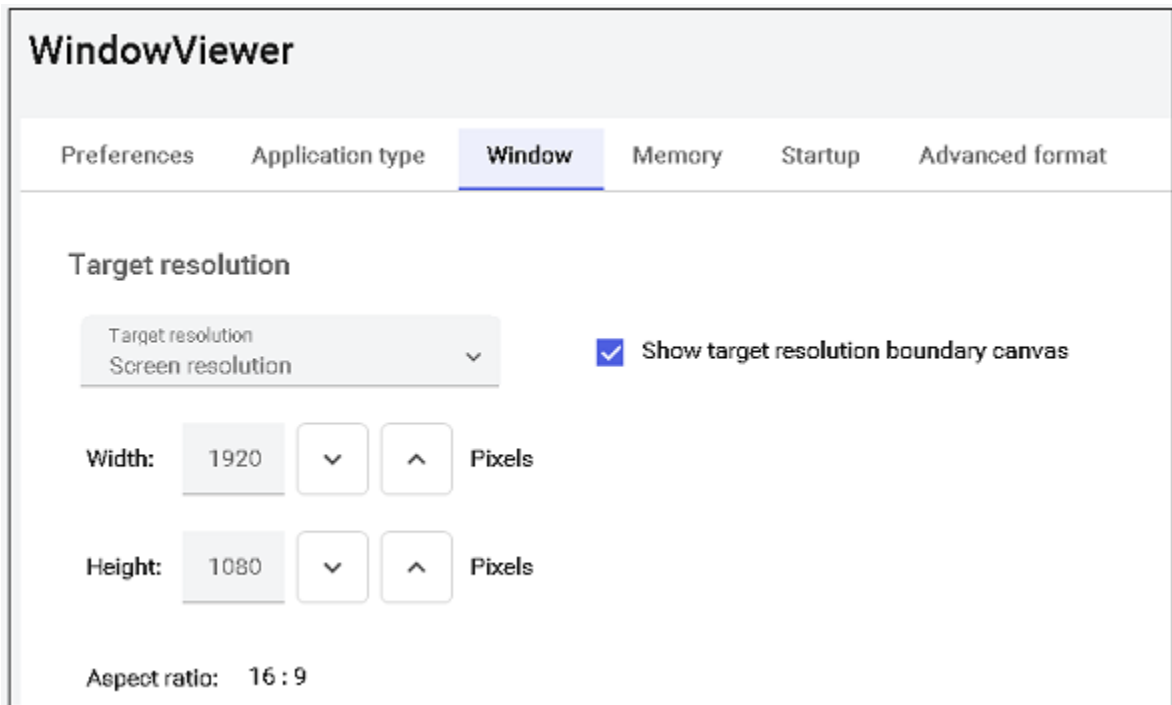 WindowViewer
Preferences Application type Window Memory Startup Advanced format
Target resolution
Target resolution
Screen resolution
Show target resolution boundary canvas
Width: 1920 Pixels
Height: 1080 Pixels
Aspect ratio: 16:9